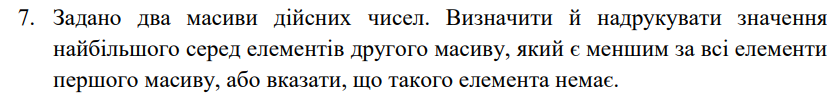 7. Задано два масиви дійсних чисел. Визначити й надрукувати значення
найбільшого серед елементів другого масиву, який є меншим за всі елементи
першого масиву, або вказати, що такого елемента немає.